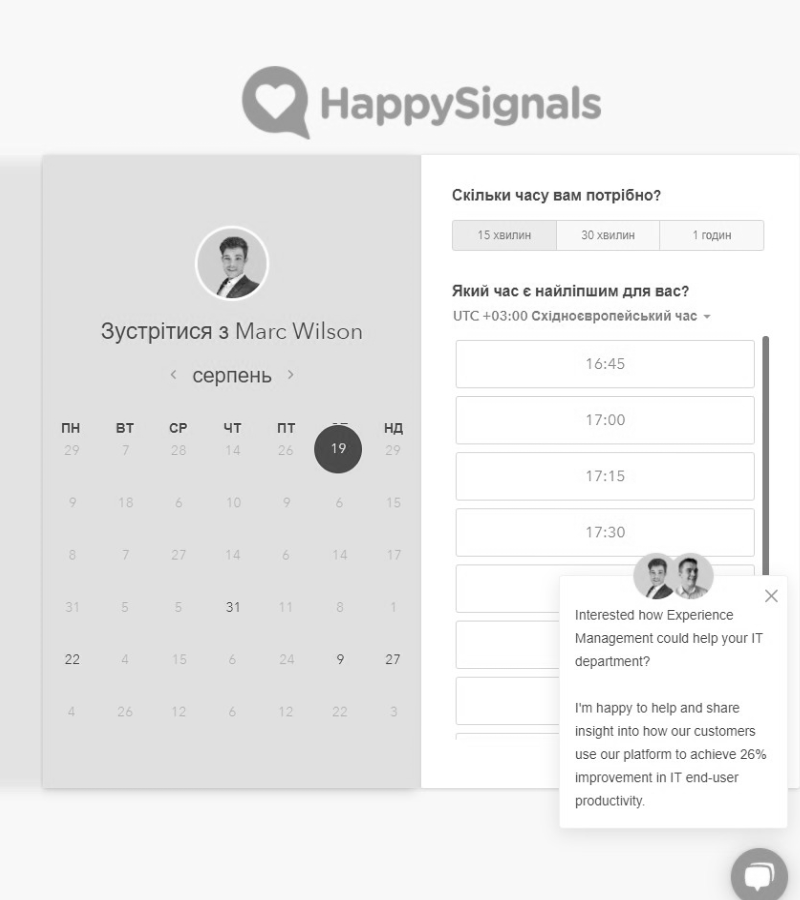 HappySignals
Зустрітися з Marc Wilson
серпень
ПН ВТ СР ЧТ ПТ НД
29 7 28 14 26 19 29
9 18 6 10 9 6 15
8 7 27 14 6 14 17
31 5 5 31 11 8 1
22 4 15 6 24 9 27
4 26 12 6 12 22 3
Скільки часу вам потрібно?
15 хвилин 30 хвилин 1 годин
Який час є найліпшим для вас?
UTC +03:00 Східноєвропейський час
16:45
17:00
17:15
17:30
Interested how Experience
Management could help your IT
department?
I'm happy to help and share
insight into how our customers
use our platform to achieve 26%
improvement in IT end-user
productivity.